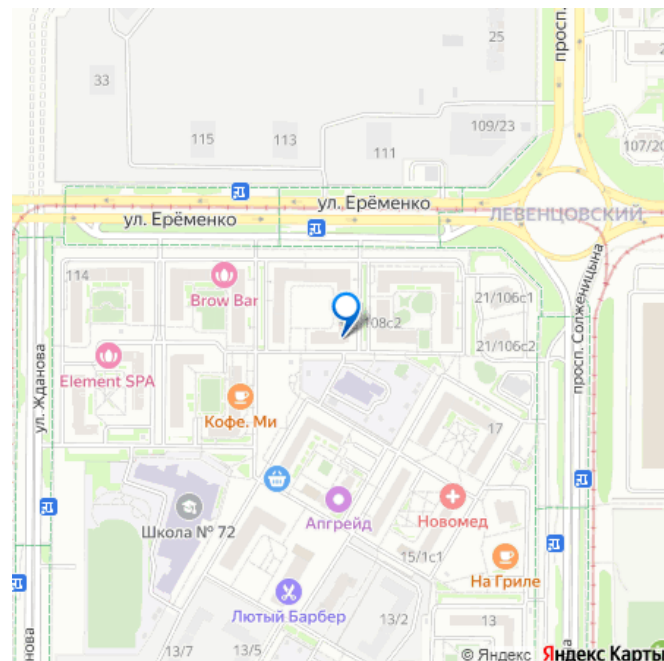 просп.
25
33
115
113
111
109/23
107/20
ул. Ерёменко
ул. Ерёменко
ЛЕВЕНЦОВСКИЙ
114
Brow Bar
108с2
21/106с1
21/106с2
просп. Солженицына
ул. Жданова
Element SPA
Кофе. Ми
17
Школа № 72
Апгрейд
Новомед
15/1с1
На Гриле
Лютый Барбер
13/2
13
13/7
13/5
нова
© Яндекс Яндекс Карты